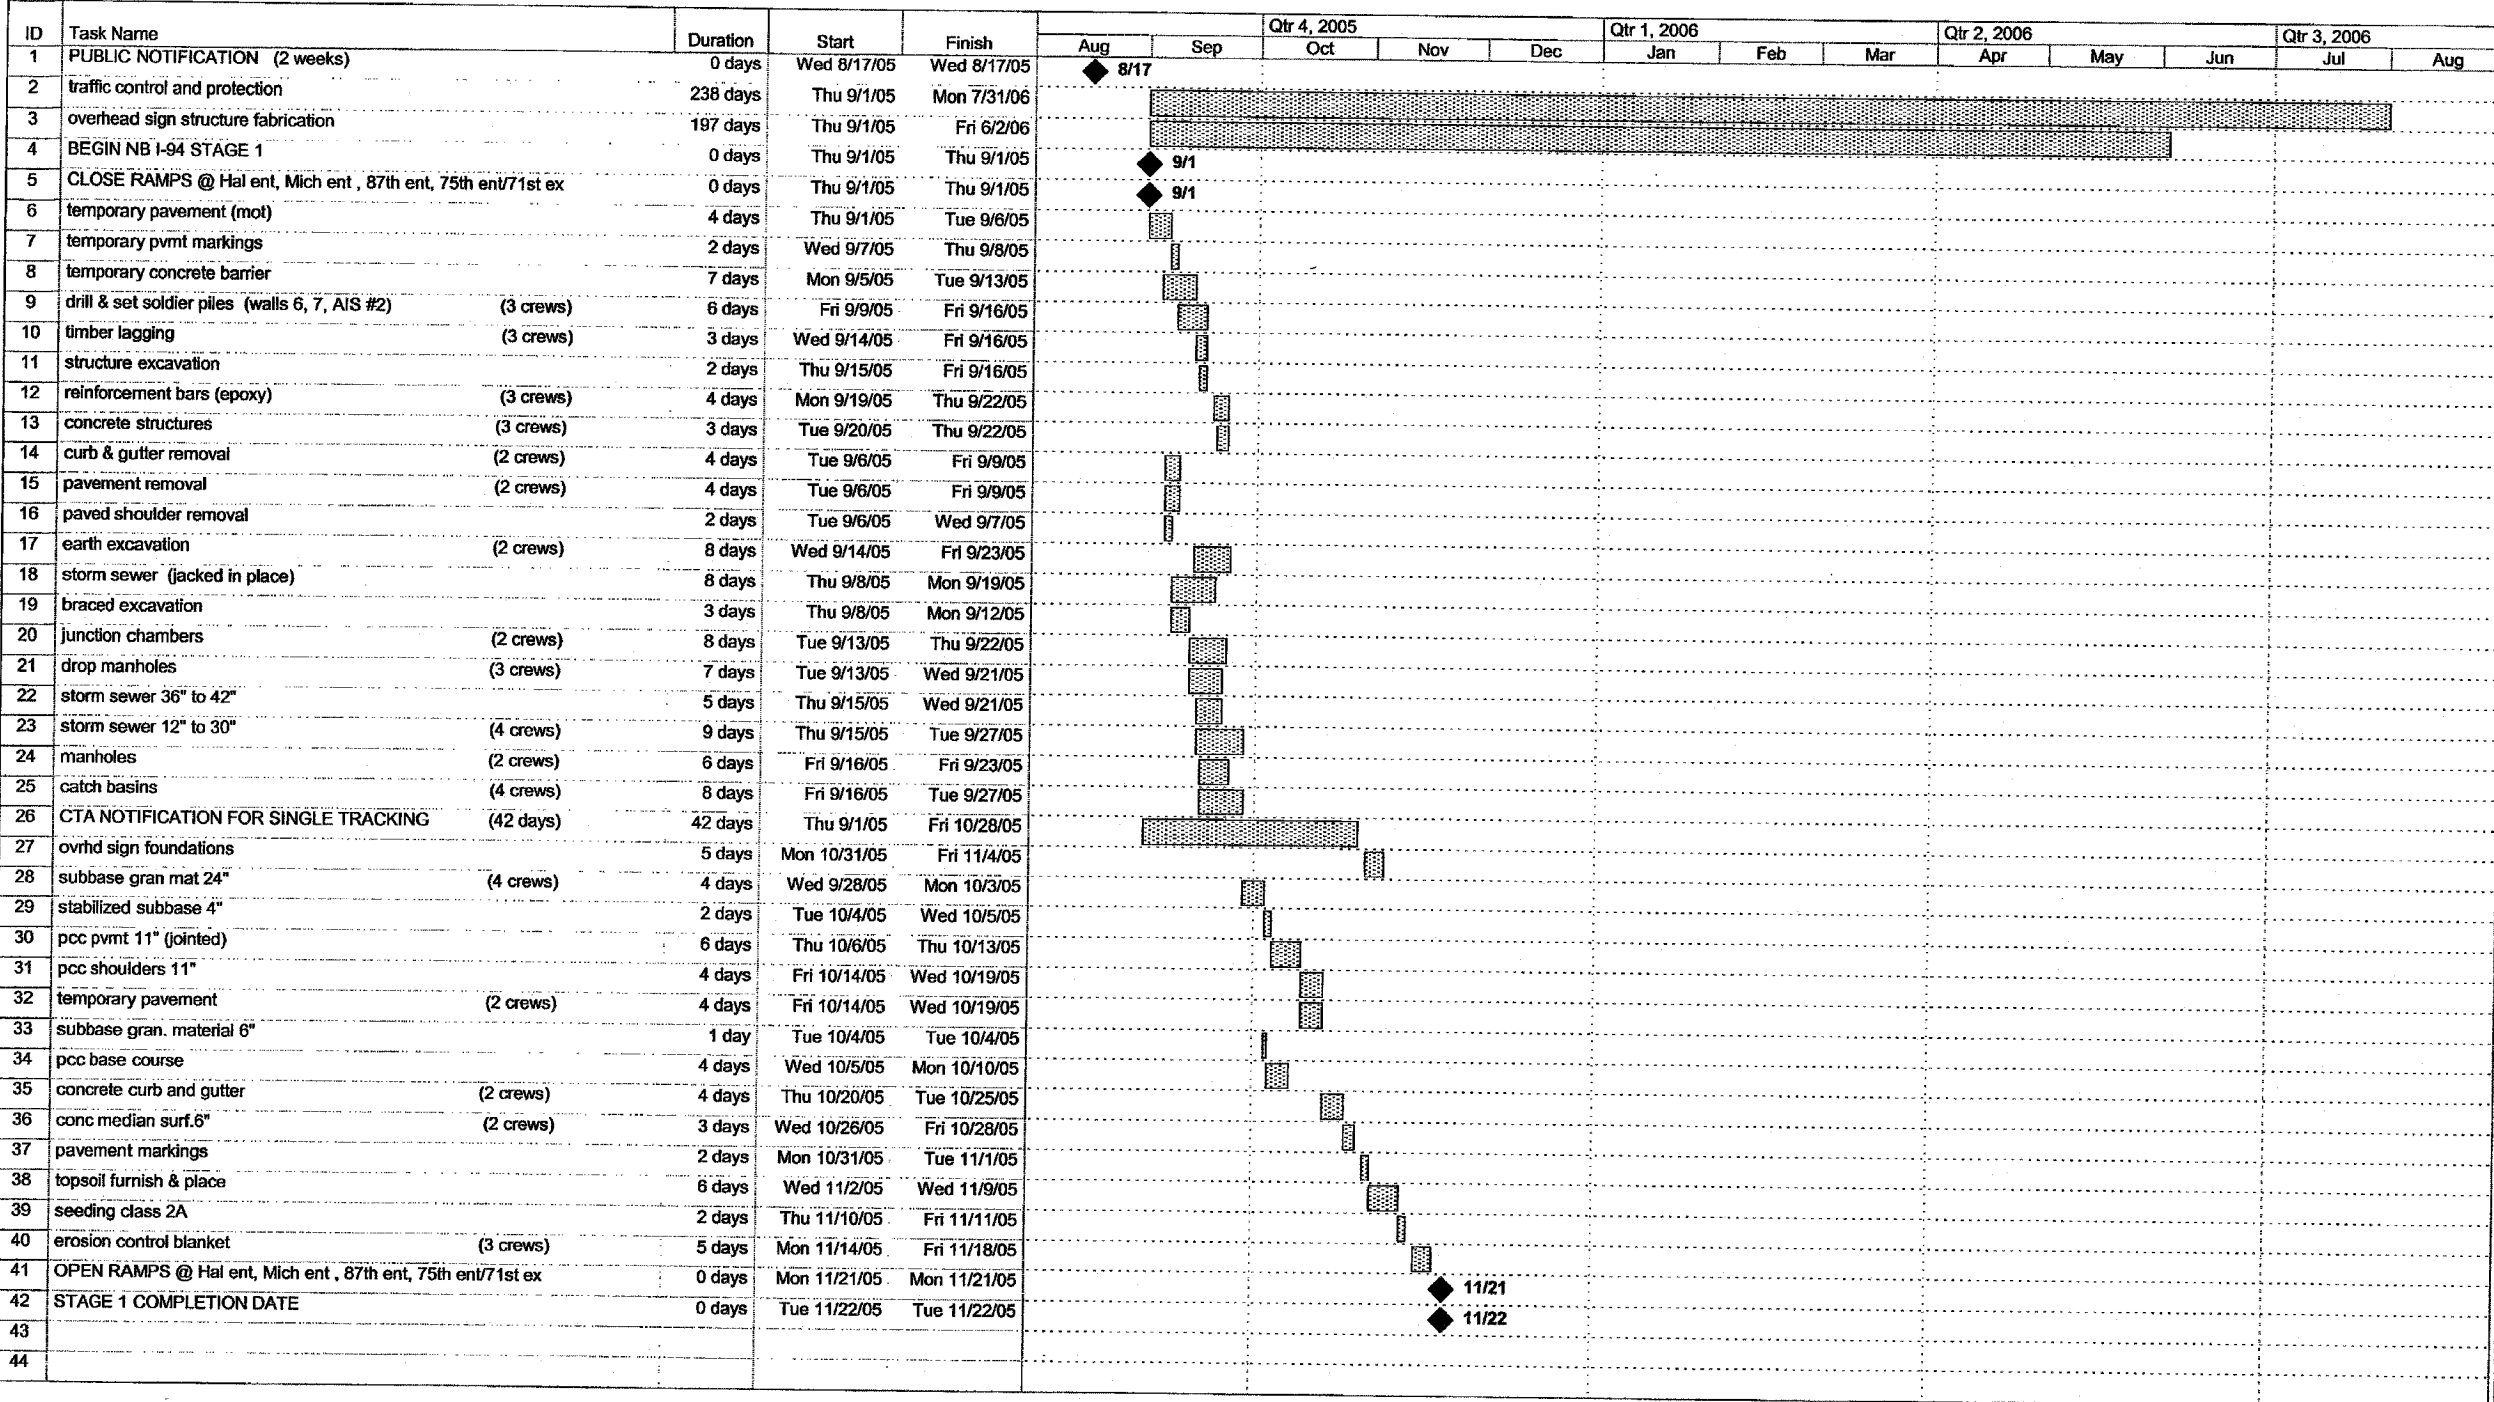 Qtr 4, 2005 Qtr 1, 2006 Qtr 2, 2006 Qtr 3, 2006
ID Task Name Duration Start Finish Aug Sep Oct Nov Dec Jan Feb Mar Apr May Jun Jul Aug
1 PUBLIC NOTIFICATION (2 weeks) 0 days Wed 8/17/05 Wed 8/17/05 8/17
2 traffic control and protection 238 days Thu 9/1/05 Mon 7/31/06
3 overhead sign structure fabrication 197 days Thu 9/1/05 Fri 6/2/06
4 BEGIN NB I-94 STAGE 1 0 days Thu 9/1/05 Thu 9/1/05 9/1
5 CLOSE RAMPS @ Hal ent, Mich ent , 87th ent, 75th ent/71st ex 0 days Thu 9/1/05 Thu 9/1/05 9/1
6 temporary pavement (mot) 4 days Thu 9/1/05 Tue 9/6/05
7 temporary pvmt markings 2 days Wed 9/7/05 Thu 9/8/05
8 temporary concrete barrier 7 days Mon 9/5/05 Tue 9/13/05
9 drill & set soldier piles (walls 6, 7, AIS #2) (3 crews) 6 days Fri 9/9/05 Fri 9/16/05
10 timber lagging (3 crews) 3 days Wed 9/14/05 Fri 9/16/05
11 structure excavation 2 days Thu 9/15/05 Fri 9/16/05
12 reinforcement bars (epoxy) (3 crews) 4 days Mon 9/19/05 Thu 9/22/05
13 concrete structures (3 crews) 3 days Tue 9/20/05 Thu 9/22/05
14 curb & gutter removal (2 crews) 4 days Tue 9/6/05 Fri 9/9/05
15 pavement removal (2 crews) 4 days Tue 9/6/05 Fri 9/9/05
16 paved shoulder removal 2 days Tue 9/6/05 Wed 9/7/05
17 earth excavation (2 crews) 8 days Wed 9/14/05 Fri 9/23/05
18 storm sewer (jacked in place) 8 days Thu 9/8/05 Mon 9/19/05
19 braced excavation 3 days Thu 9/8/05 Mon 9/12/05
20 junction chambers (2 crews) 8 days Tue 9/13/05 Thu 9/22/05
21 drop manholes (3 crews) 7 days Tue 9/13/05 Wed 9/21/05
22 storm sewer 36" to 42" 5 days Thu 9/15/05 Wed 9/21/05
23 storm sewer 12" to 30" (4 crews) 9 days Thu 9/15/05 Tue 9/27/05
24 manholes (2 crews) 6 days Fri 9/16/05 Fri 9/23/05
25 catch basins (4 crews) 8 days Fri 9/16/05 Tue 9/27/05
26 CTA NOTIFICATION FOR SINGLE TRACKING (42 days) 42 days Thu 9/1/05 Fri 10/28/05
27 ovrhd sign foundations 5 days Mon 10/31/05 Fri 11/4/05
28 subbase gran mat 24" (4 crews) 4 days Wed 9/28/05 Mon 10/3/05
29 stabilized subbase 4" 2 days Tue 10/4/05 Wed 10/5/05
30 pcc pvmt 11" (jointed) 6 days Thu 10/6/05 Thu 10/13/05
31 pcc shoulders 11" 4 days Fri 10/14/05 Wed 10/19/05
32 temporary pavement (2 crews) 4 days Fri 10/14/05 Wed 10/19/05
33 subbase gran. material 6" 1 day Tue 10/4/05 Tue 10/4/05
34 pcc base course 4 days Wed 10/5/05 Mon 10/10/05
35 concrete curb and gutter (2 crews) 4 days Thu 10/20/05 Tue 10/25/05
36 conc median surf.6" (2 crews) 3 days Wed 10/26/05 Fri 10/28/05
37 pavement markings 2 days Mon 10/31/05 Tue 11/1/05
38 topsoil furnish & place 6 days Wed 11/2/05 Wed 11/9/05
39 seeding class 2A 2 days Thu 11/10/05 Fri 11/11/05
40 erosion control blanket (3 crews) 5 days Mon 11/14/05 Fri 11/18/05
41 OPEN RAMPS @ Hal ent, Mich ent , 87th ent, 75th ent/71st ex 0 days Mon 11/21/05 Mon 11/21/05 11/21
42 STAGE 1 COMPLETION DATE 0 days Tue 11/22/05 Tue 11/22/05 11/22
43
44